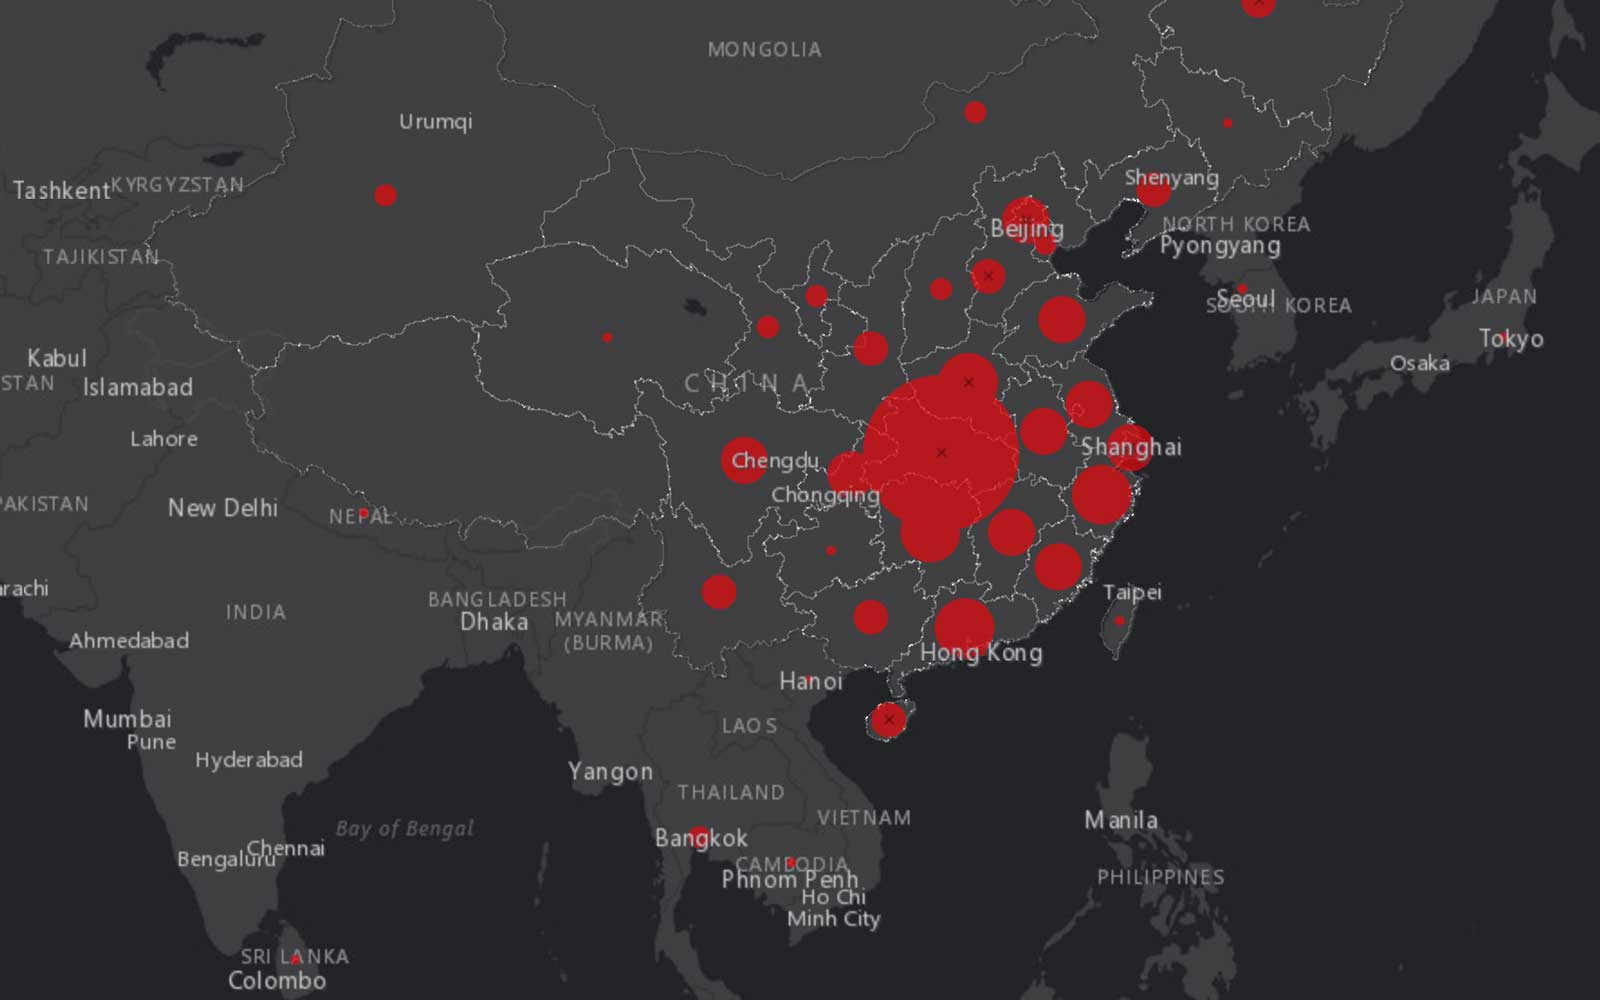 MONGOLIA
Urumqi
Shenyang
Tashkent
KYRGYZSTAN
NORTH KOREA
Beijing
Pyongyang
TAJIKISTAN
Seoul
JAPAN
SOUTH KOREA
Tokyo
Kabul
Osaka
STAN
Islamabad
CHINA
Lahore
Shanghai
Chengdu
Chongqing
PAKISTAN
New Delhi
NEPAL
arachi
Taipei
BANGLADESH
INDIA
Dhaka
MYANMAR
(BURMA)
Ahmedabad
Hong Kong
Hanoi
Mumbai
LAOS
Pune
Hyderabad
Yangon
THAILAND
VIETNAM
Manila
Bay of Bengal
Bangkok
Chennai
Bengaluru
CAMBODIA
Phnom Penh
PHILIPPINES
Ho Chi
Minh City
SRI LANKA
Colombo